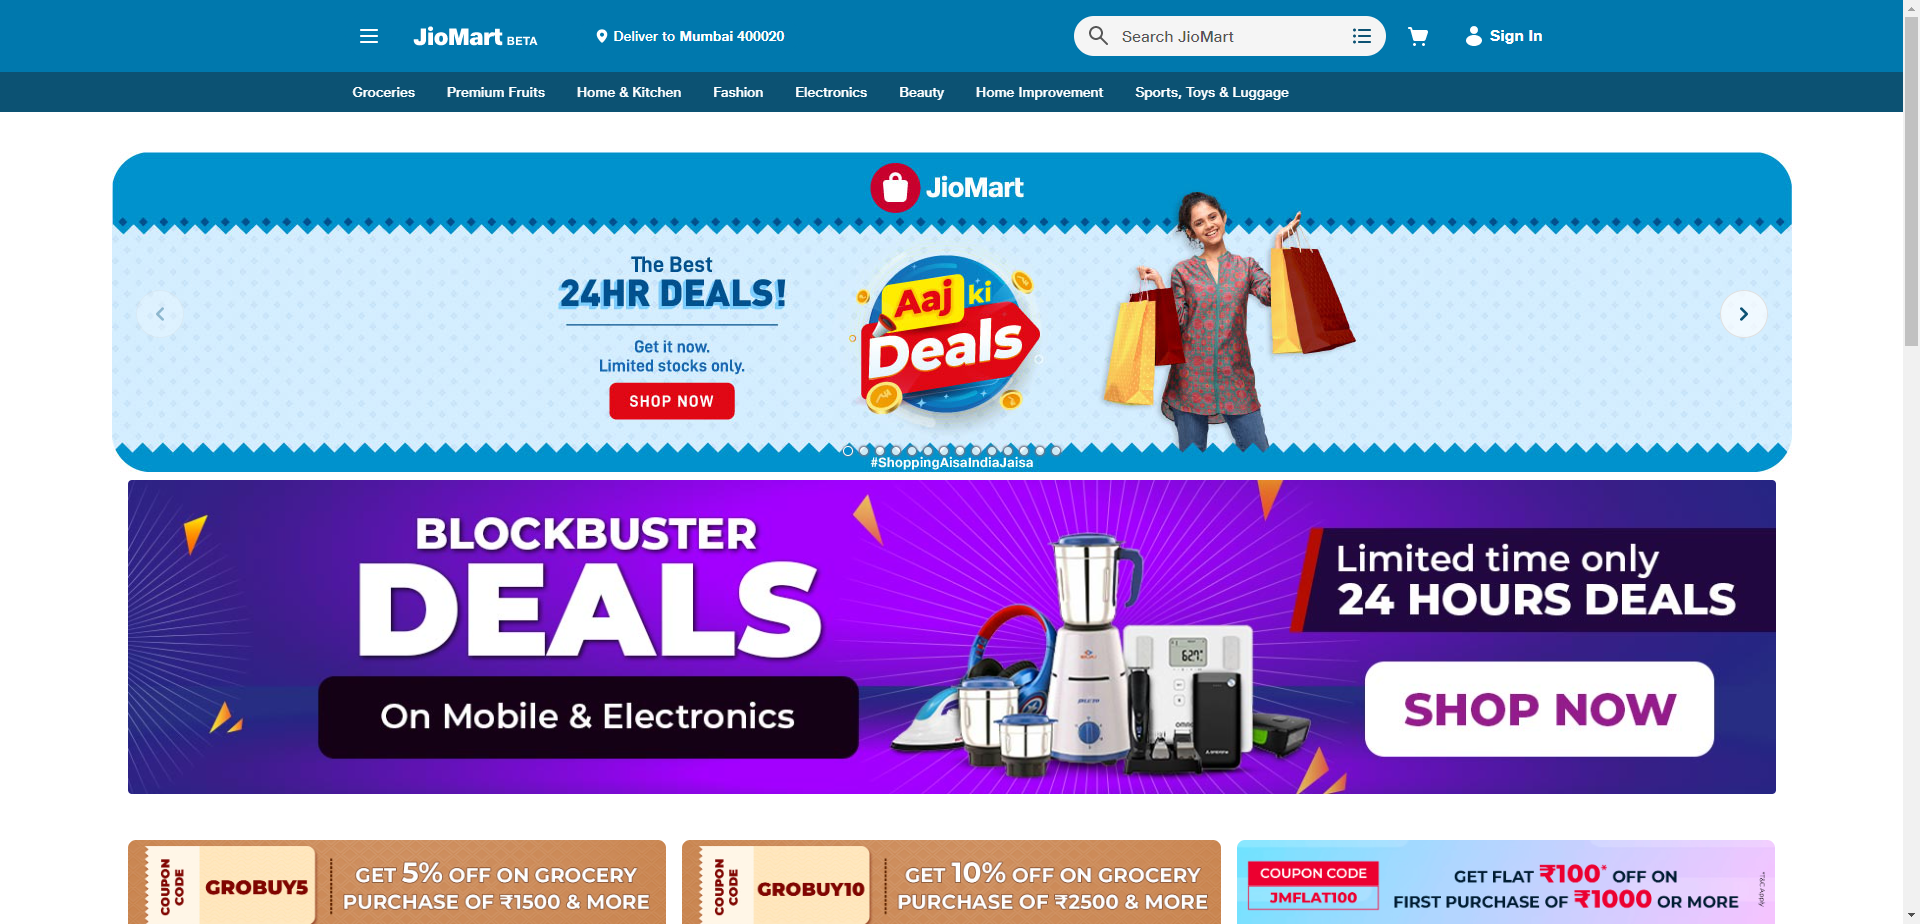 JioMart BETA
Deliver to Mumbai 400020
Search JioMart
Sign In
Groceries
Premium Fruits
Home & Kitchen
Fashion
Electronics
Beauty
Home Improvement
Sports, Toys & Luggage
JioMart
The Best
24HR DEALS!
Get it now.
Limited stocks only.
SHOP NOW
Aaj ki
Deals
#ShoppingAisaIndiaJaisa
BLOCKBUSTER
DEALS
On Mobile & Electronics
Limited time only
24 HOURS DEALS
SHOP NOW
COUPON
CODE
GROBUY5
GET 5% OFF ON GROCERY
PURCHASE OF ₹1500 & MORE
COUPON
CODE
GROBUY10
GET 10% OFF ON GROCERY
PURCHASE OF ₹2500 & MORE
COUPON CODE
JMFLAT100
GET FLAT ₹100* OFF ON
FIRST PURCHASE OF ₹1000 OR MORE
*T&C Apply